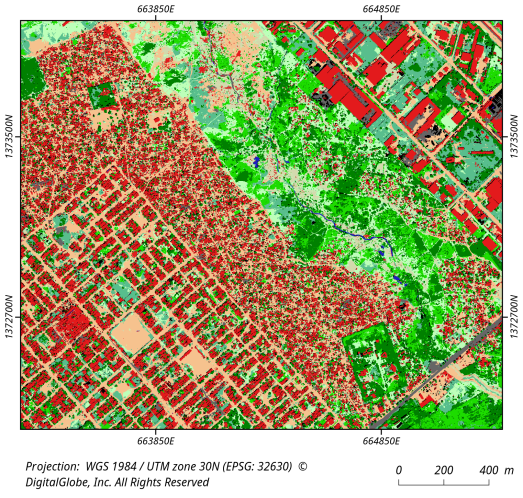 663850E 664850E
1373500N 1373500N
1372700N 1372700N
663850E 664850E
Projection: WGS 1984 / UTM zone 30N (EPSG: 32630) ©
DigitalGlobe, Inc. All Rights Reserved
0 200 400 m